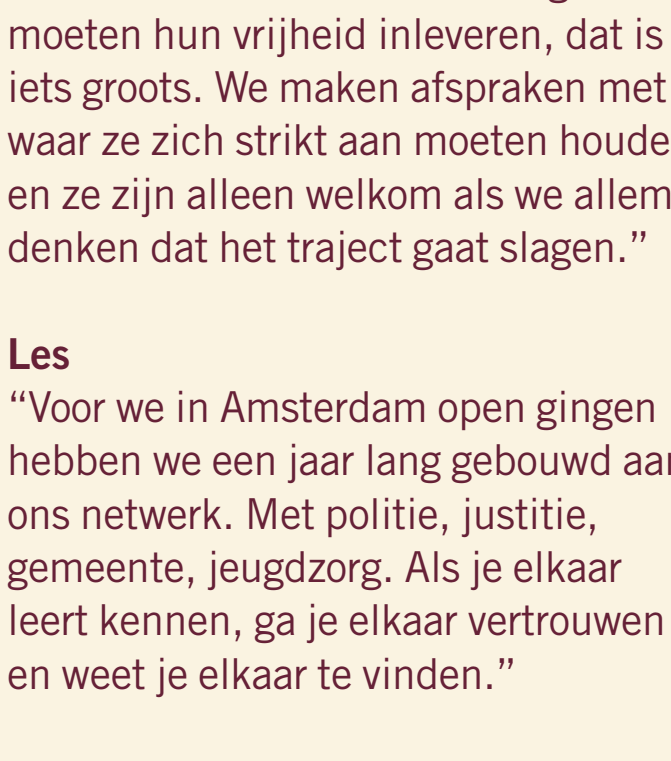 moeten hun vrijheid inleveren, dat is
iets groots. We maken afspraken met
waar ze zich strikt aan moeten houde
en ze zijn alleen welkom als we allem
denken dat het traject gaat slagen.”
Les
“Voor we in Amsterdam open gingen
hebben we een jaar lang gebouwd aan
ons netwerk. Met politie, justitie,
gemeente, jeugdzorg. Als je elkaar
leert kennen, ga je elkaar vertrouwen
en weet je elkaar te vinden.”